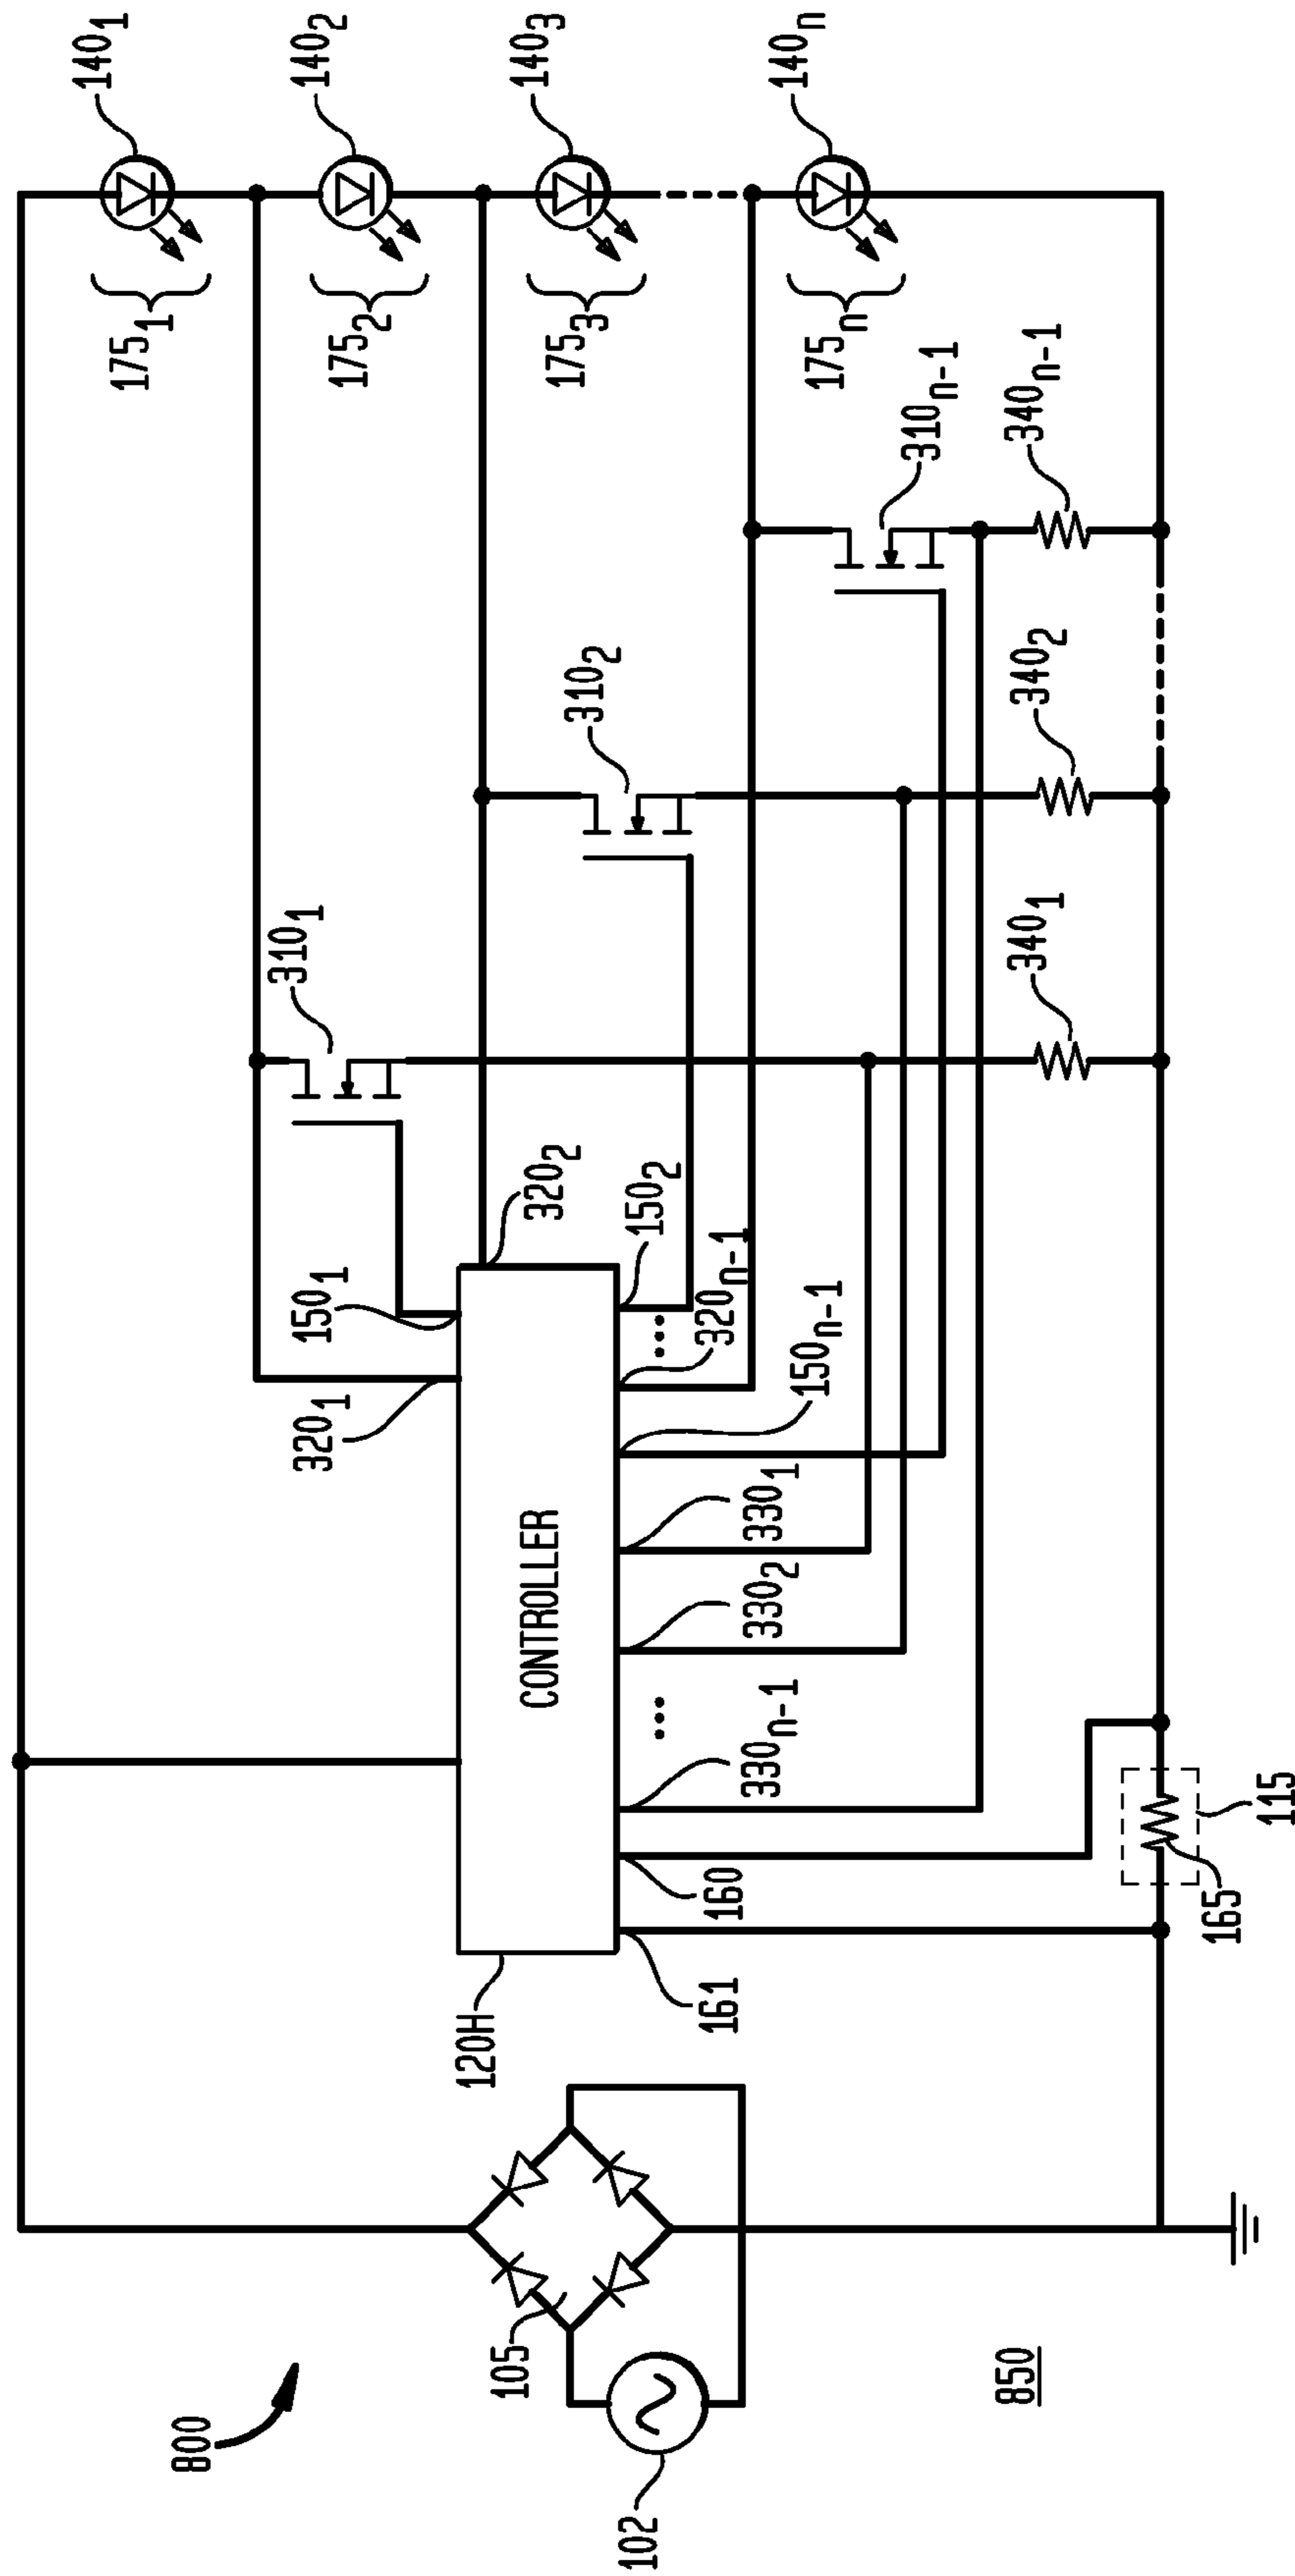 800
102
105
850
120H
CONTROLLER
161
160
165
115
330n-1
...
330₂
330₁
150n-1
320n-1
...
150₂
320₂
320₁
150₁
310₁
310₂
310n-1
340₁
340₂
340n-1
175₁
175₂
175₃
175n
140₁
140₂
140₃
140n